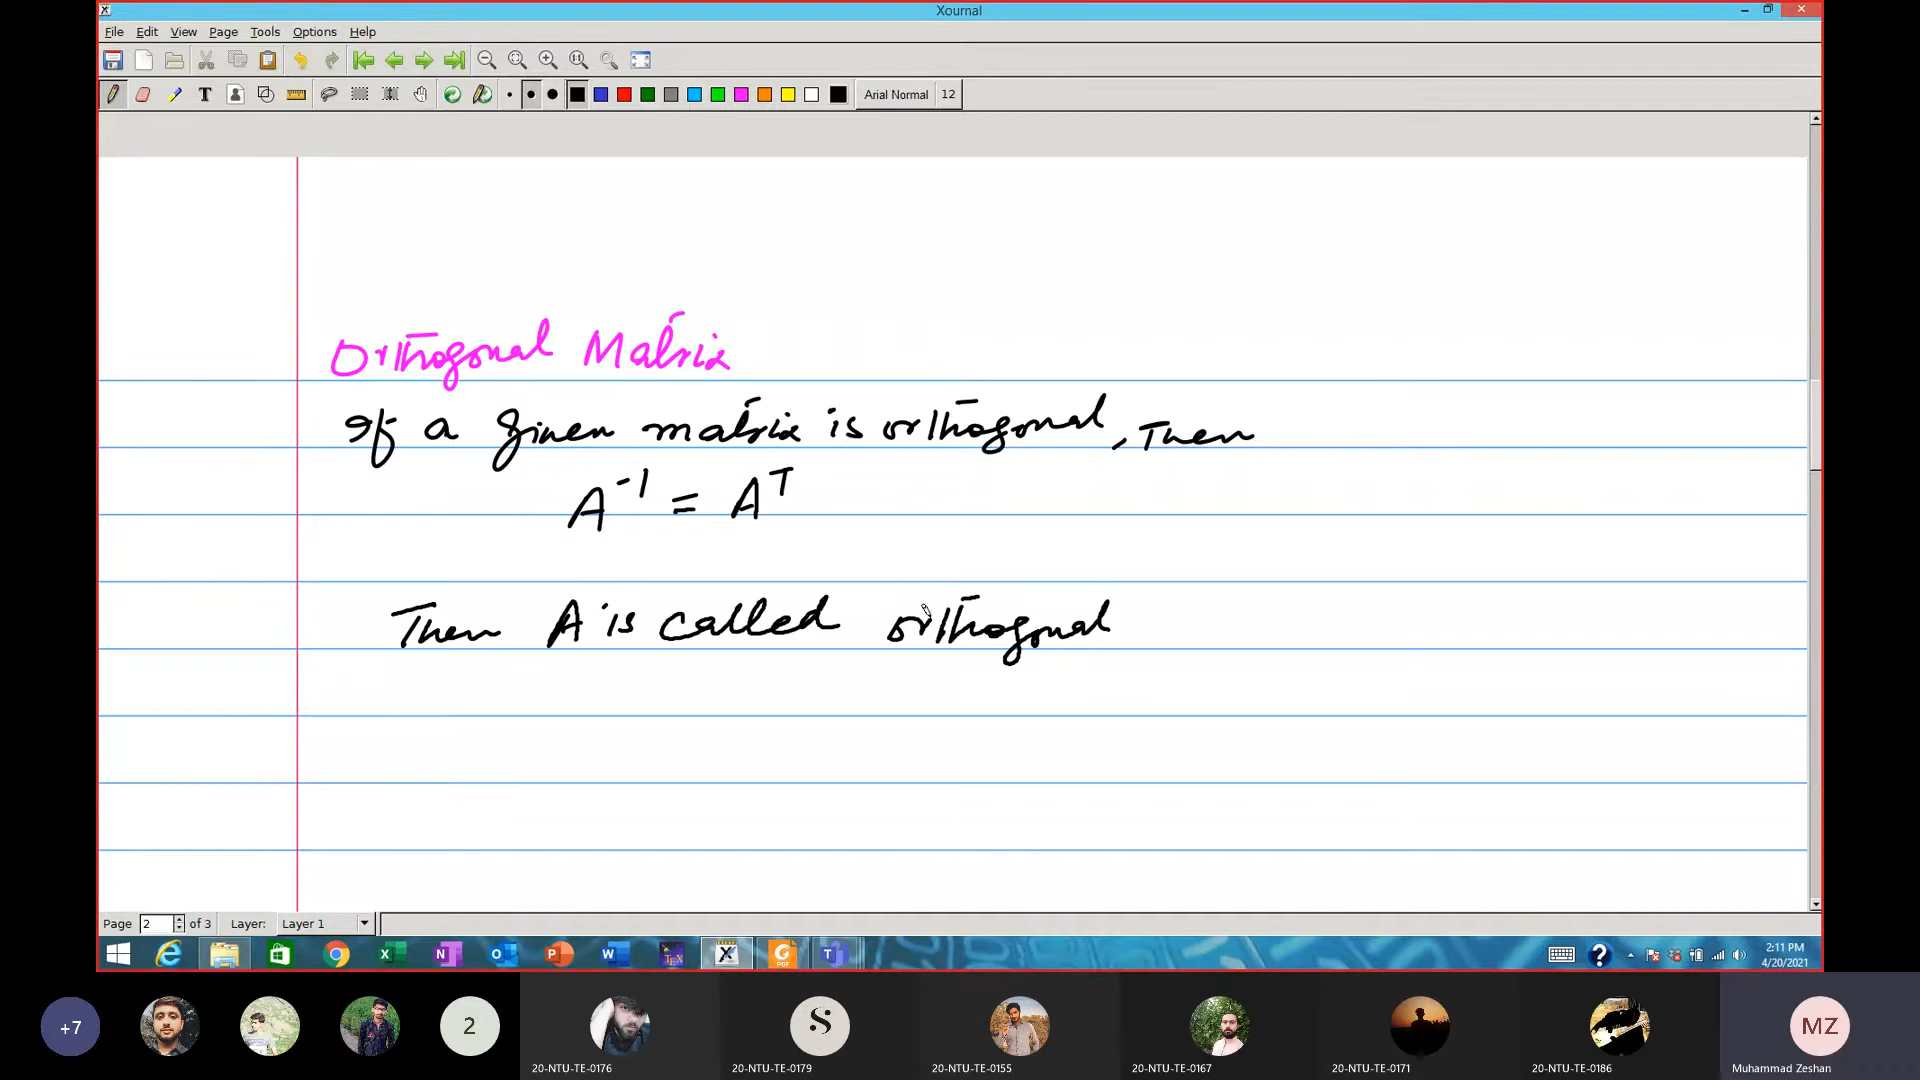 Xournal
File Edit View Page Tools Options Help
Arial Normal 12
Orthogonal Matrix
If a given matrix is orthogonal, Then
A⁻¹ = Aᵀ
Then A is called orthogonal
Page 2 of 3 Layer: Layer 1
2:11 PM
4/20/2021
+7
2
S
MZ
20-NTU-TE-0176
20-NTU-TE-0179
20-NTU-TE-0155
20-NTU-TE-0167
20-NTU-TE-0171
20-NTU-TE-0186
Muhammad Zeshan